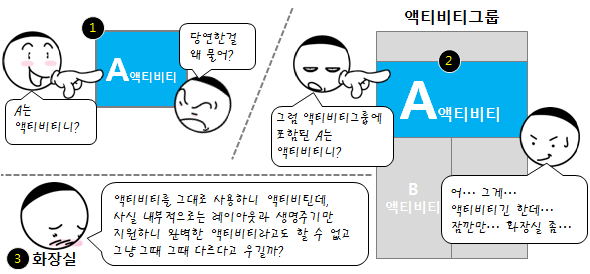 1
A액티비티
당연한걸
왜 물어?
A는
액티비티니?
액티비티그룹
2
A액티비티
그럼 액티비티그룹에
포함된 A는
액티비티니?
B
액티비티
어… 그게…
액티비티긴 한데…
잠깐만… 화장실 좀…
액티비티를 그대로 사용하니 액티비틴데,
사실 내부적으로는 레이아웃과 생명주기만
지원하니 완벽한 액티비티라고도 할 수 없고
그냥 그때 그때 다르다고 우길까?
3 화장실